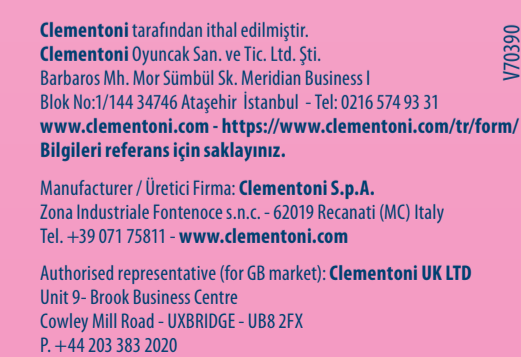 Clementoni tarafından ithal edilmiştir.
Clementoni Oyuncak San. ve Tic. Ltd. Şti.
Barbaros Mh. Mor Sümbül Sk. Meridian Business I
Blok No:1/144 34746 Ataşehir İstanbul - Tel: 0216 574 93 31
www.clementoni.com - https://www.clementoni.com/tr/form/
Bilgileri referans için saklayınız.
Manufacturer / Üretici Firma: Clementoni S.p.A.
Zona Industriale Fontenoce s.n.c. - 62019 Recanati (MC) Italy
Tel. +39 071 75811 - www.clementoni.com
Authorised representative (for GB market): Clementoni UK LTD
Unit 9- Brook Business Centre
Cowley Mill Road - UXBRIDGE - UB8 2FX
P. +44 203 383 2020
V70390